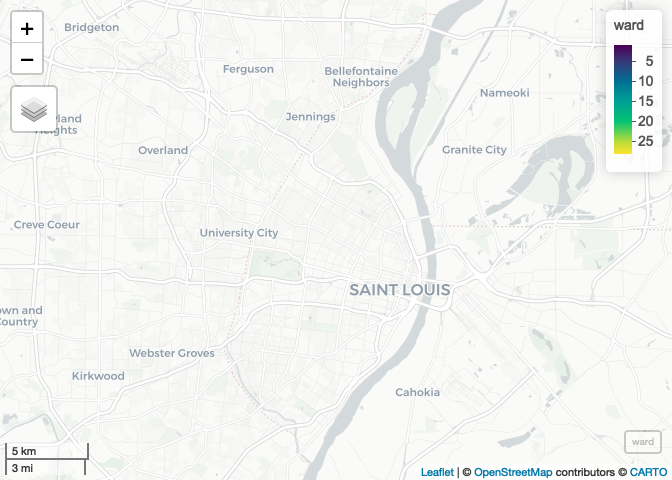 +
−
Bridgeton
Ferguson
Bellefontaine
Neighbors
Nameoki
Jennings
land
Heights
Overland
Granite City
University City
Creve Coeur
SAINT LOUIS
own and
Country
Webster Groves
Kirkwood
Cahokia
ward
5
10
15
20
25
ward
5 km
3 mi
Leaflet | © OpenStreetMap contributors © CARTO